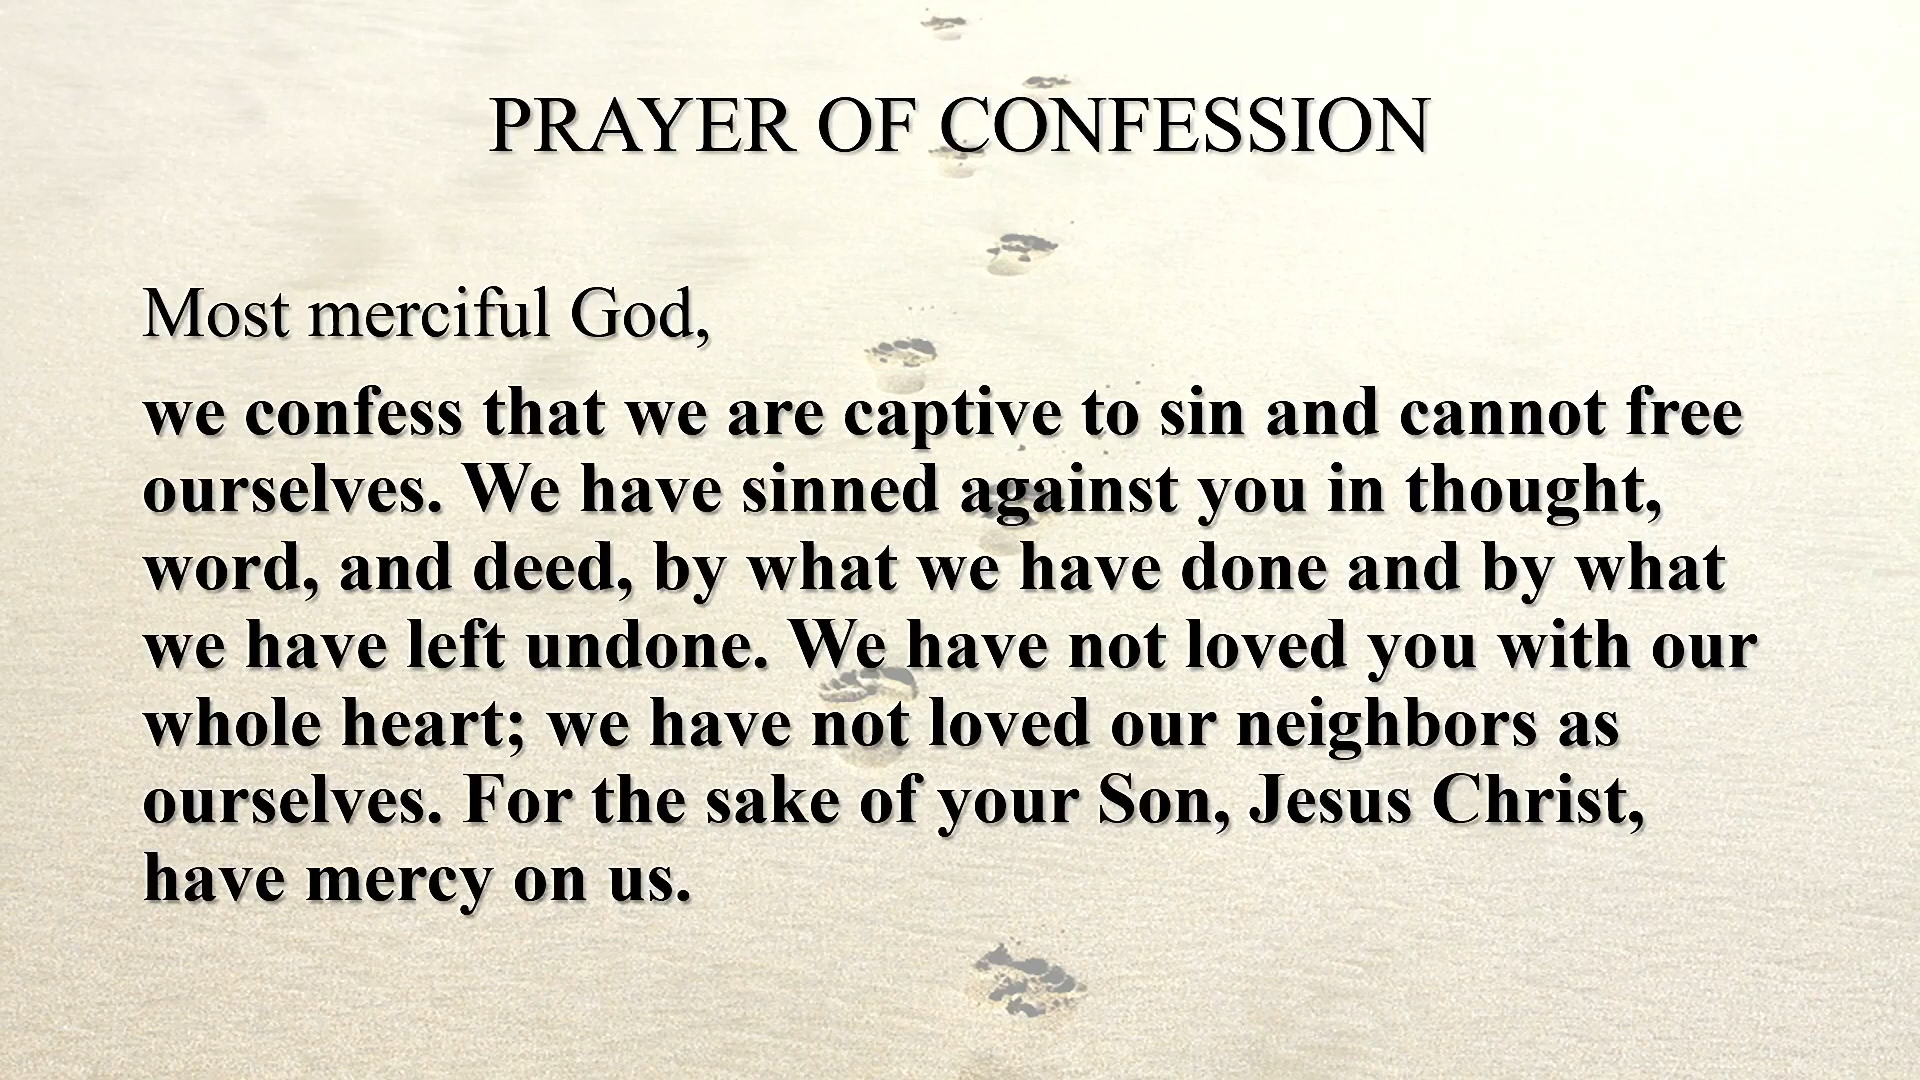 PRAYER OF CONFESSION
Most merciful God,
we confess that we are captive to sin and cannot free
ourselves. We have sinned against you in thought,
word, and deed, by what we have done and by what
we have left undone. We have not loved you with our
whole heart; we have not loved our neighbors as
ourselves. For the sake of your Son, Jesus Christ,
have mercy on us.